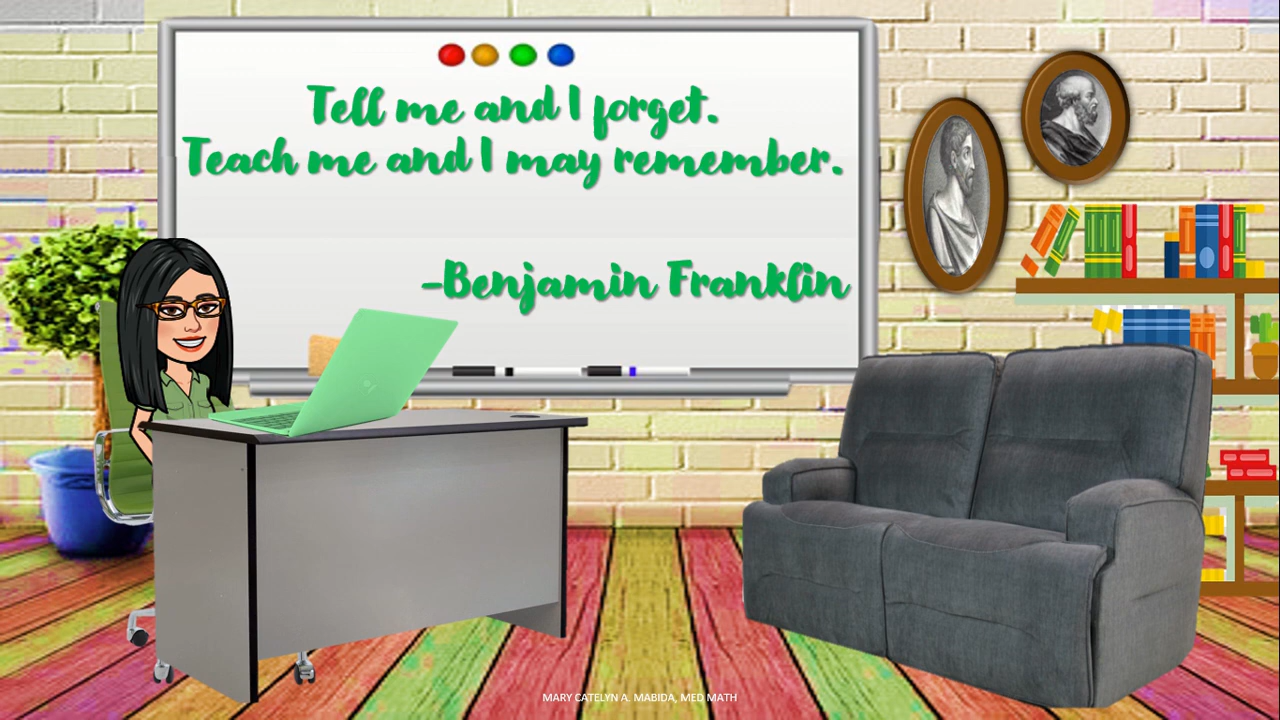 Tell me and I forget.
Teach me and I may remember.
-Benjamin Franklin
MARY CATELYN A. MABIDA, MED MATH